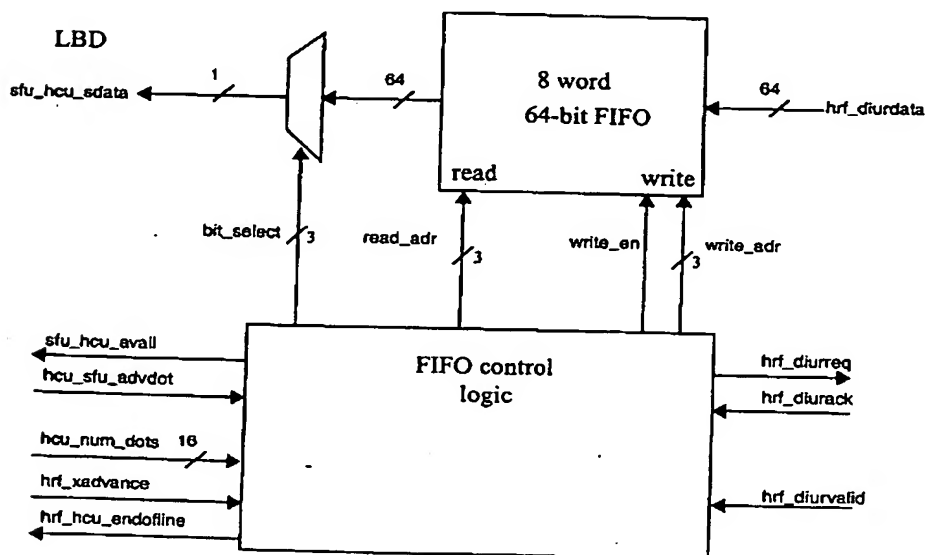 LBD
sfu_hcu_sdata
1
64
8 word
64-bit FIFO
64
hrf_diurdata
read
write
bit_select
3
read_adr
3
write_en
write_adr
3
sfu_hcu_avail
hcu_sfu_advdot
hcu_num_dots
16
hrf_xadvance
hrf_hcu_endofline
FIFO control
logic
hrf_diurreq
hrf_diurack
hrf_diurvalid